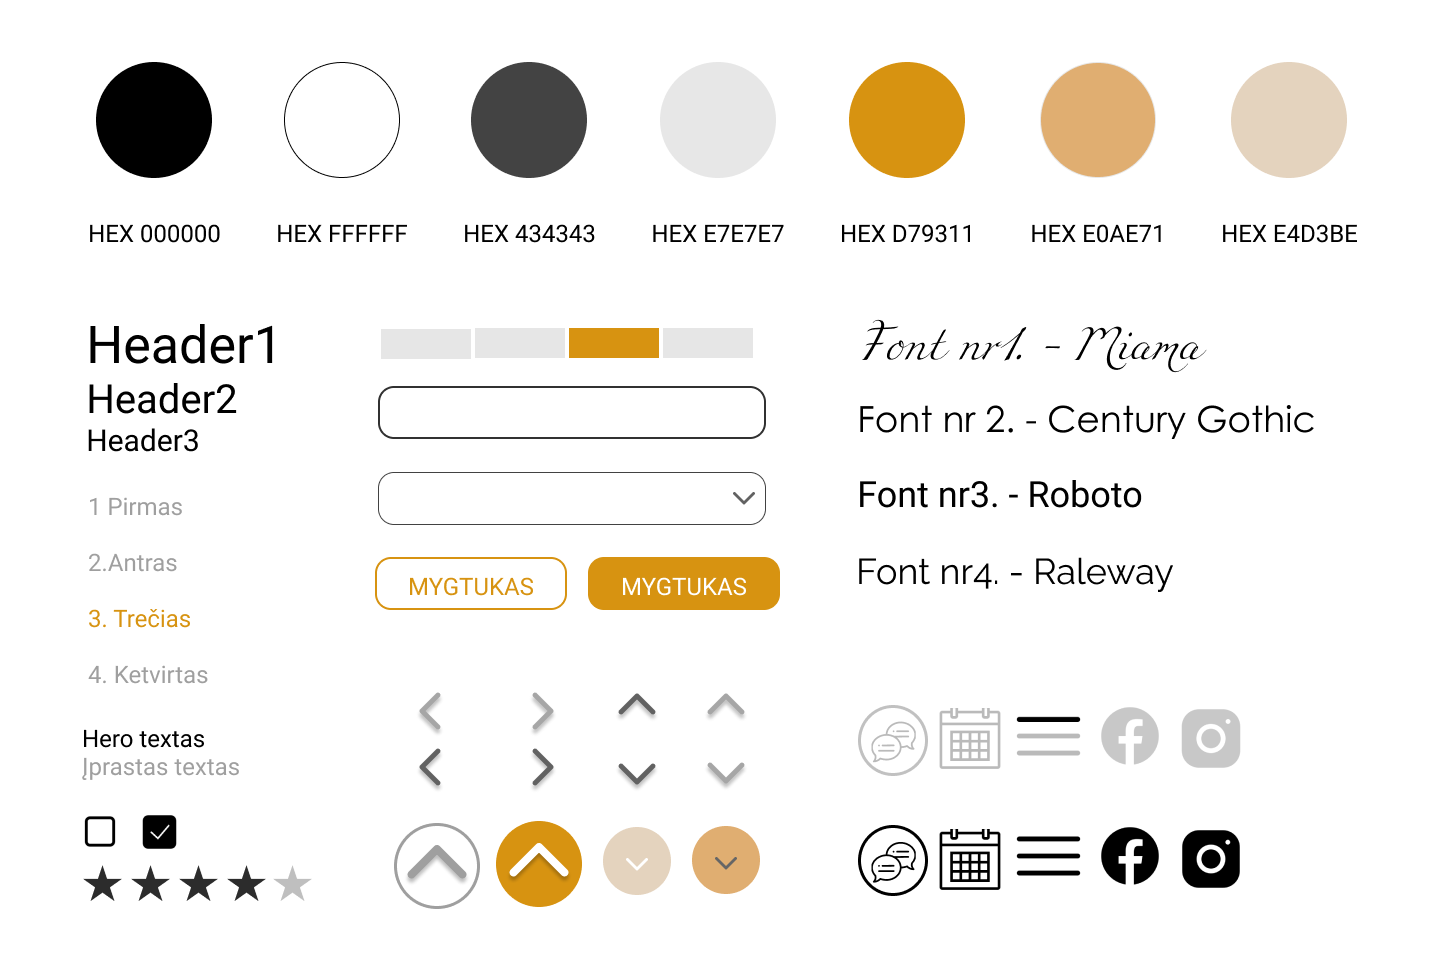 HEX 000000
HEX FFFFFF
HEX 434343
HEX E7E7E7
HEX D79311
HEX E0AE71
HEX E4D3BE
Header1
Header2
Header3
1 Pirmas
2.Antras
3. Trečias
4. Ketvirtas
Hero textas
Įprastas textas
MYGTUKAS
MYGTUKAS
Font nr1. - Miama
Font nr 2. - Century Gothic
Font nr3. - Roboto
Font nr4. - Raleway